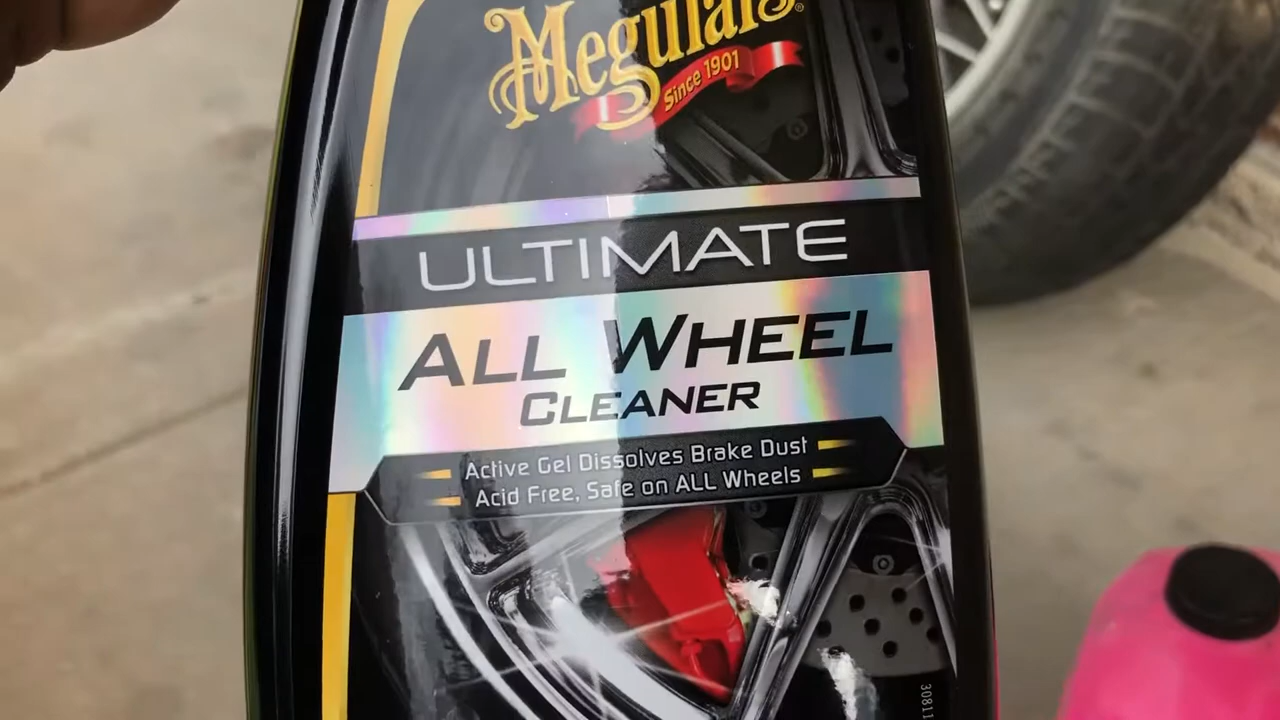 Meguiar's
Since 1901
ULTIMATE
ALL WHEEL
CLEANER
Active Gel Dissolves Brake Dust
Acid Free, Safe on ALL Wheels